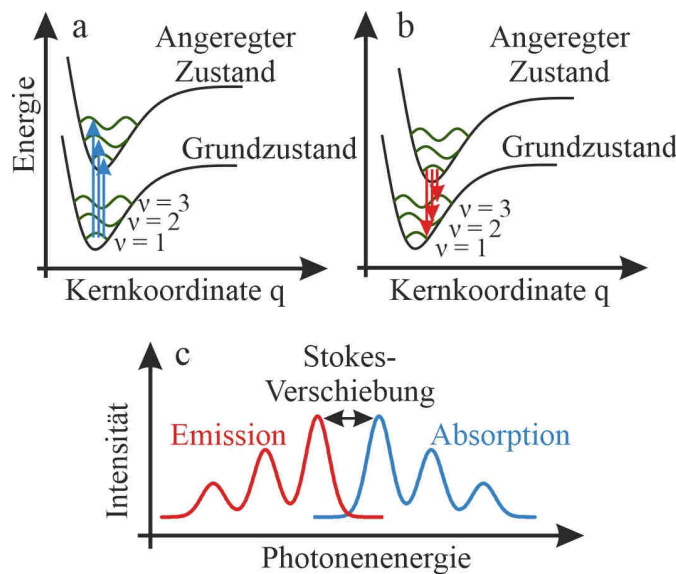 a
Angeregter
Zustand
Grundzustand
ν = 3
ν = 2
ν = 1
Energie
Kernkoordinate q
b
Angeregter
Zustand
Grundzustand
ν = 3
ν = 2
ν = 1
Kernkoordinate q
c
Stokes-
Verschiebung
Emission
Absorption
Intensität
Photonenenergie